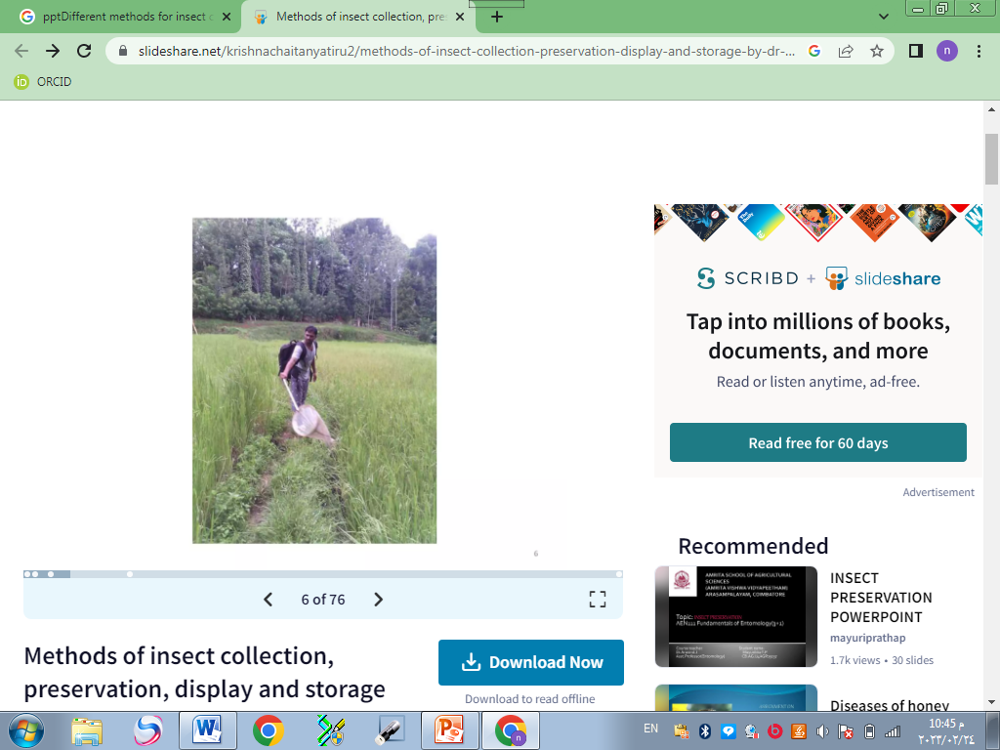 pptDifferent methods for insect c
Methods of insect collection, pre
slideshare.net/krishnachaitanyatiru2/methods-of-insect-collection-preservation-display-and-storage-by-dr-...
n
iD ORCID
SCRIBD + slideshare
Tap into millions of books,
documents, and more
Read or listen anytime, ad-free.
Read free for 60 days
Advertisement
6
6 of 76
Methods of insect collection,
preservation, display and storage
Download Now
Download to read offline
Recommended
AMRITA SCHOOL OF AGRICULTURAL
SCIENCES
(AMRITA VISHWA VIDYAPEETHAM)
ARASAMPALAYAM, COIMBATORE
Topic: INSECT PRESERVATION
AEN211 Fundamentals of Entomology(3+1)
INSECT
PRESERVATION
POWERPOINT
mayuriprathap
1.7k views • 30 slides
Diseases of honey
EN
10:45 م
٢٠٢٣/٠٢/٢٤